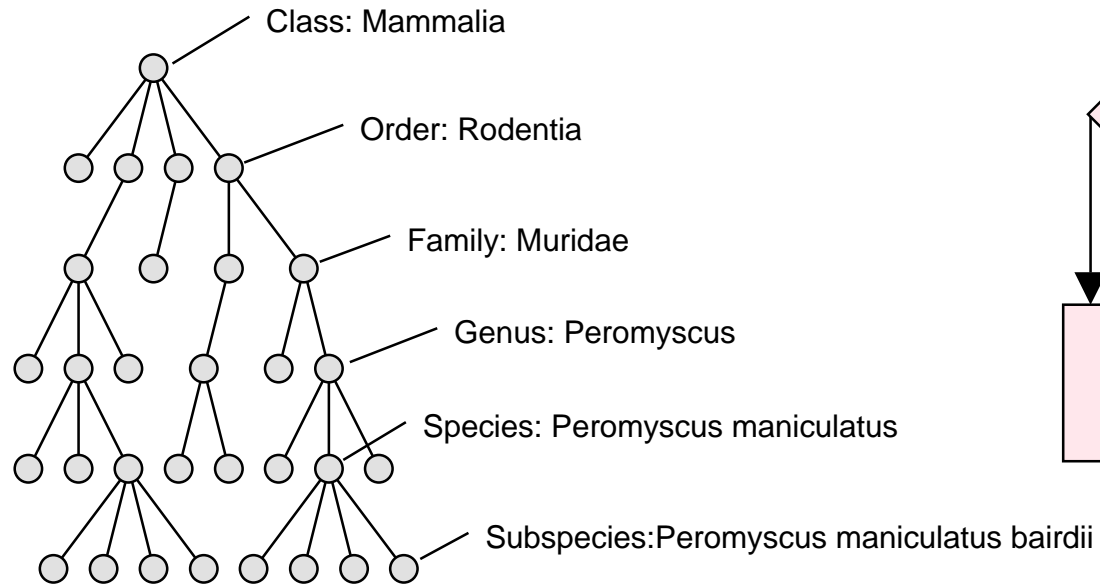 Class: Mammalia
Order: Rodentia
Family: Muridae
Genus: Peromyscus
Species: Peromyscus maniculatus
Subspecies:Peromyscus maniculatus bairdii